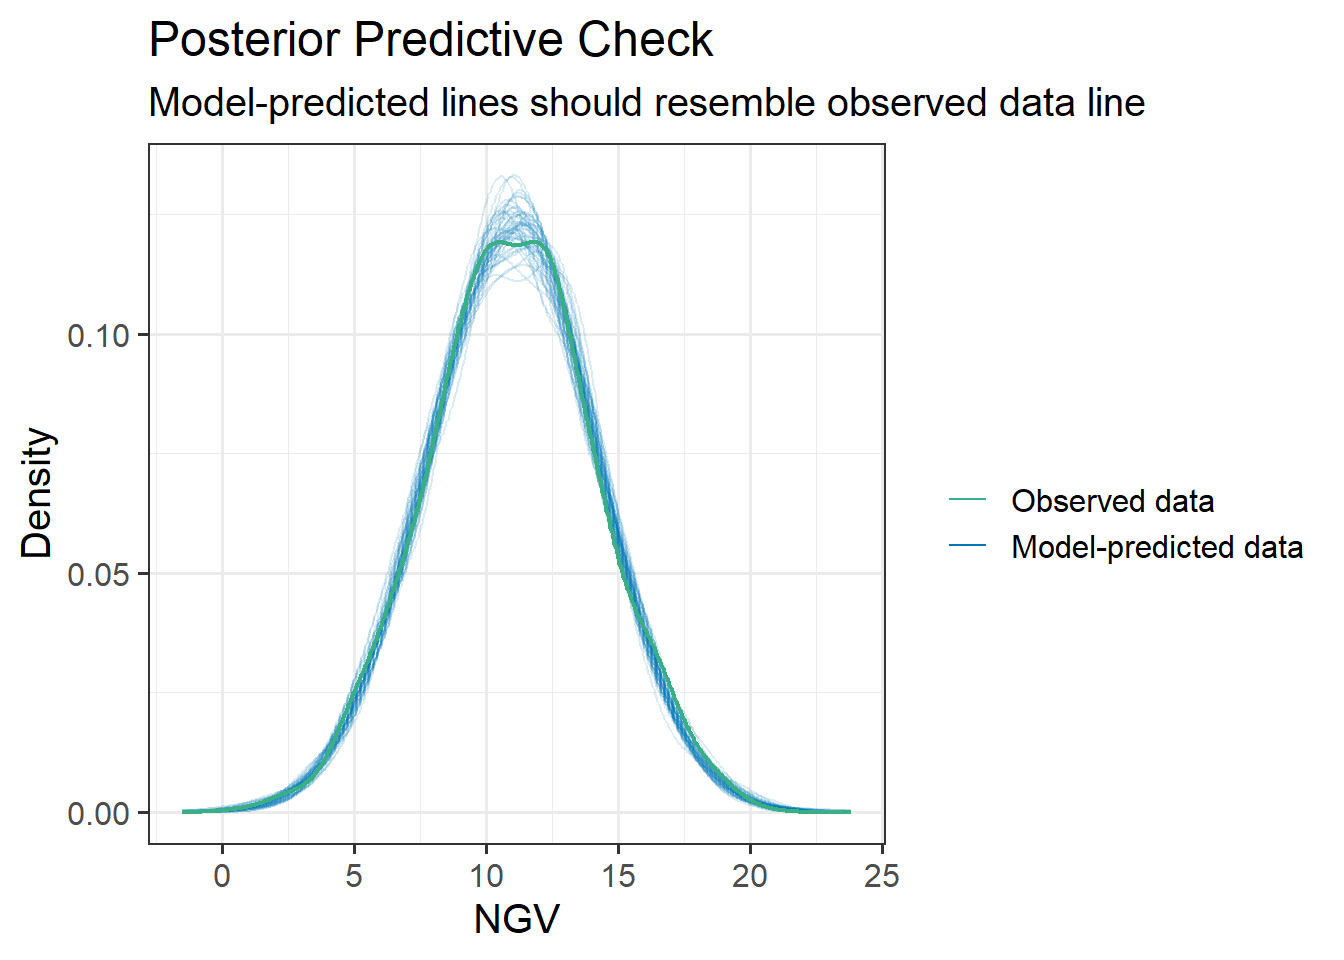 Posterior Predictive Check
Model-predicted lines should resemble observed data line
0.10
0.05
0.00
Density
0
5
10
15
20
25
NGV
Observed data
Model-predicted data